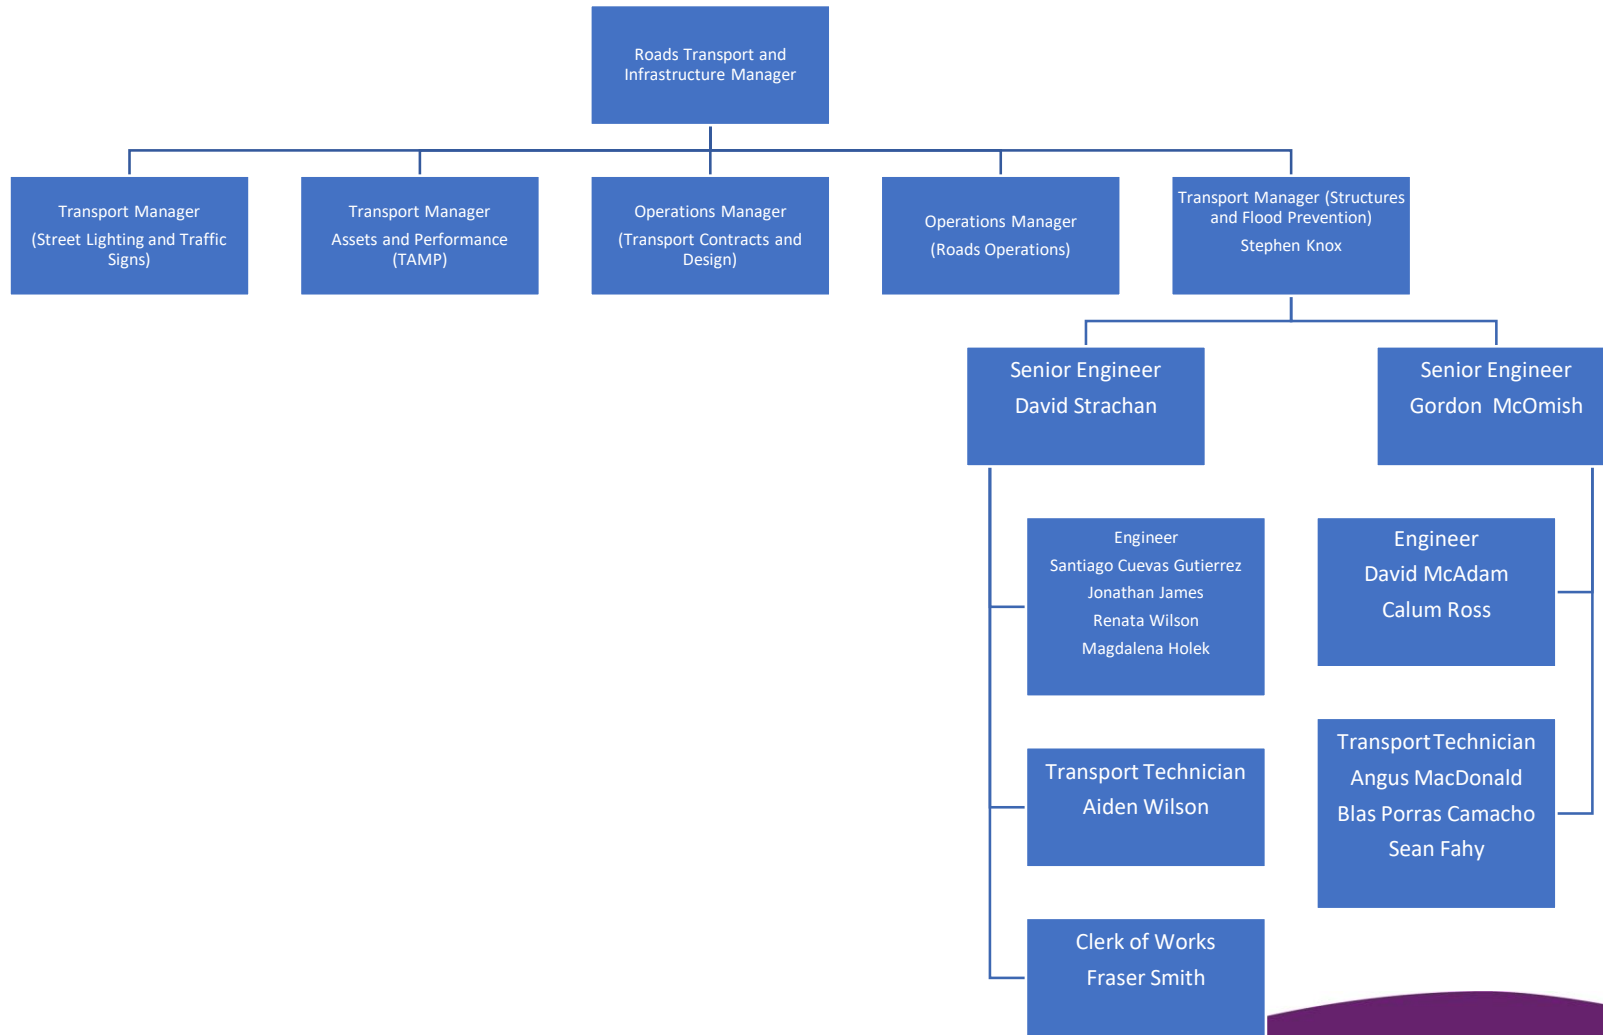 Roads Transport and
Infrastructure Manager
Transport Manager
(Street Lighting and Traffic
Signs)
Transport Manager
Assets and Performance
(TAMP)
Operations Manager
(Transport Contracts and
Design)
Operations Manager
(Roads Operations)
Transport Manager (Structures
and Flood Prevention)
Stephen Knox
Senior Engineer
David Strachan
Senior Engineer
Gordon McOmish
Engineer
Santiago Cuevas Gutierrez
Jonathan James
Renata Wilson
Magdalena Holek
Engineer
David McAdam
Calum Ross
Transport Technician
Aiden Wilson
Transport Technician
Angus MacDonald
Blas Porras Camacho
Sean Fahy
Clerk of Works
Fraser Smith